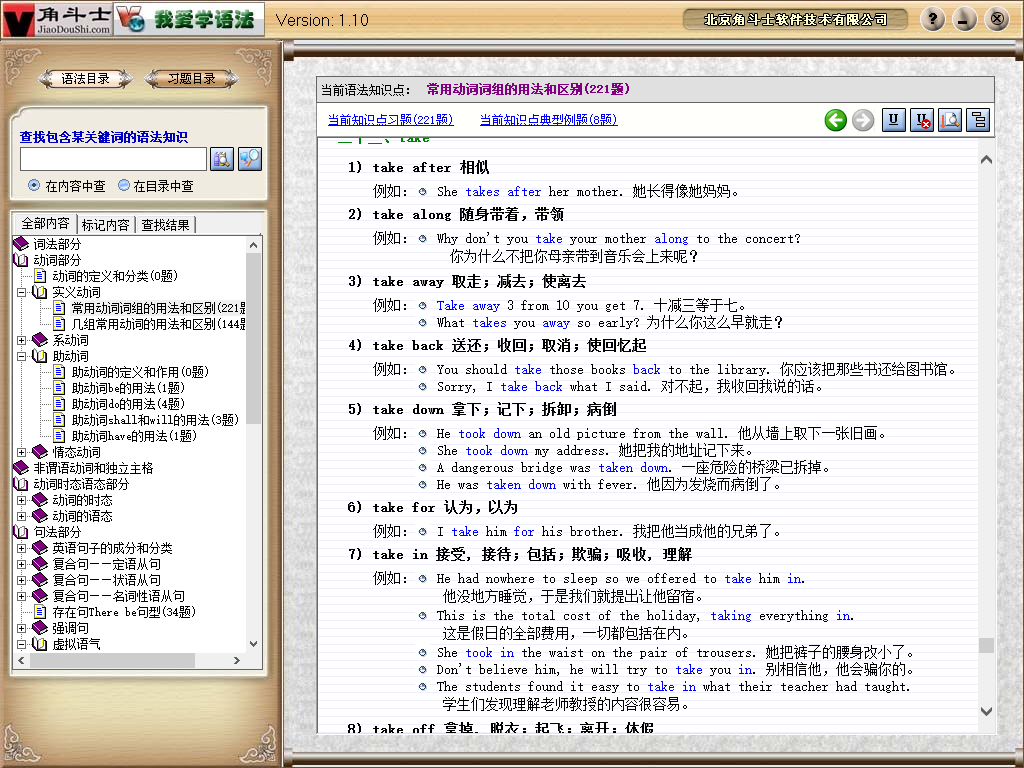 角斗士
JiaoDouShi.com
我爱学语法
Version: 1.10
北京角斗士软件技术有限公司
语法目录
习题目录
查找包含某关键词的语法知识
在内容中查
在目录中查
全部内容
标记内容
查找结果
词法部分
动词部分
动词的定义和分类(0题)
实义动词
常用动词词组的用法和区别(221题
几组常用动词的用法和区别(144题
系动词
助动词
助动词的定义和作用(0题)
助动词be的用法(1题)
助动词do的用法(4题)
助动词shall和will的用法(3题)
助动词have的用法(1题)
情态动词
非谓语动词和独立主格
动词时态语态部分
动词的时态
动词的语态
句法部分
英语句子的成分和分类
复合句——定语从句
复合句——状语从句
复合句——名词性语从句
存在句There be句型(34题)
强调句
虚拟语气
当前语法知识点: 常用动词词组的用法和区别(221题)
当前知识点习题(221题)
当前知识点典型例题(8题)
take
1) take after 相似
例如: She takes after her mother. 她长得像她妈妈。
2) take along 随身带着，带领
例如: Why don't you take your mother along to the concert?
你为什么不把你母亲带到音乐会上来呢？
3) take away 取走；减去；使离去
例如: Take away 3 from 10 you get 7. 十减三等于七。
What takes you away so early? 为什么你这么早就走？
4) take back 送还；收回；取消；使回忆起
例如: You should take those books back to the library. 你应该把那些书还给图书馆。
Sorry, I take back what I said. 对不起，我收回我说的话。
5) take down 拿下；记下；拆卸；病倒
例如: He took down an old picture from the wall. 他从墙上取下一张旧画。
She took down my address. 她把我的地址记下来。
A dangerous bridge was taken down. 一座危险的桥梁已拆掉。
He was taken down with fever. 他因为发烧而病倒了。
6) take for 认为，以为
例如: I take him for his brother. 我把他当成他的兄弟了。
7) take in 接受，接待；包括；欺骗；吸收，理解
例如: He had nowhere to sleep so we offered to take him in.
他没地方睡觉，于是我们就提出让他留宿。
This is the total cost of the holiday, taking everything in.
这是假日的全部费用，一切都包括在内。
She took in the waist on the pair of trousers. 她把裤子的腰身改小了。
Don't believe him, he will try to take you in. 别相信他，他会骗你的。
The students found it easy to take in what their teacher had taught.
学生们发现理解老师教授的内容很容易。
8) take off 拿掉，脱衣；起飞；离开；休假